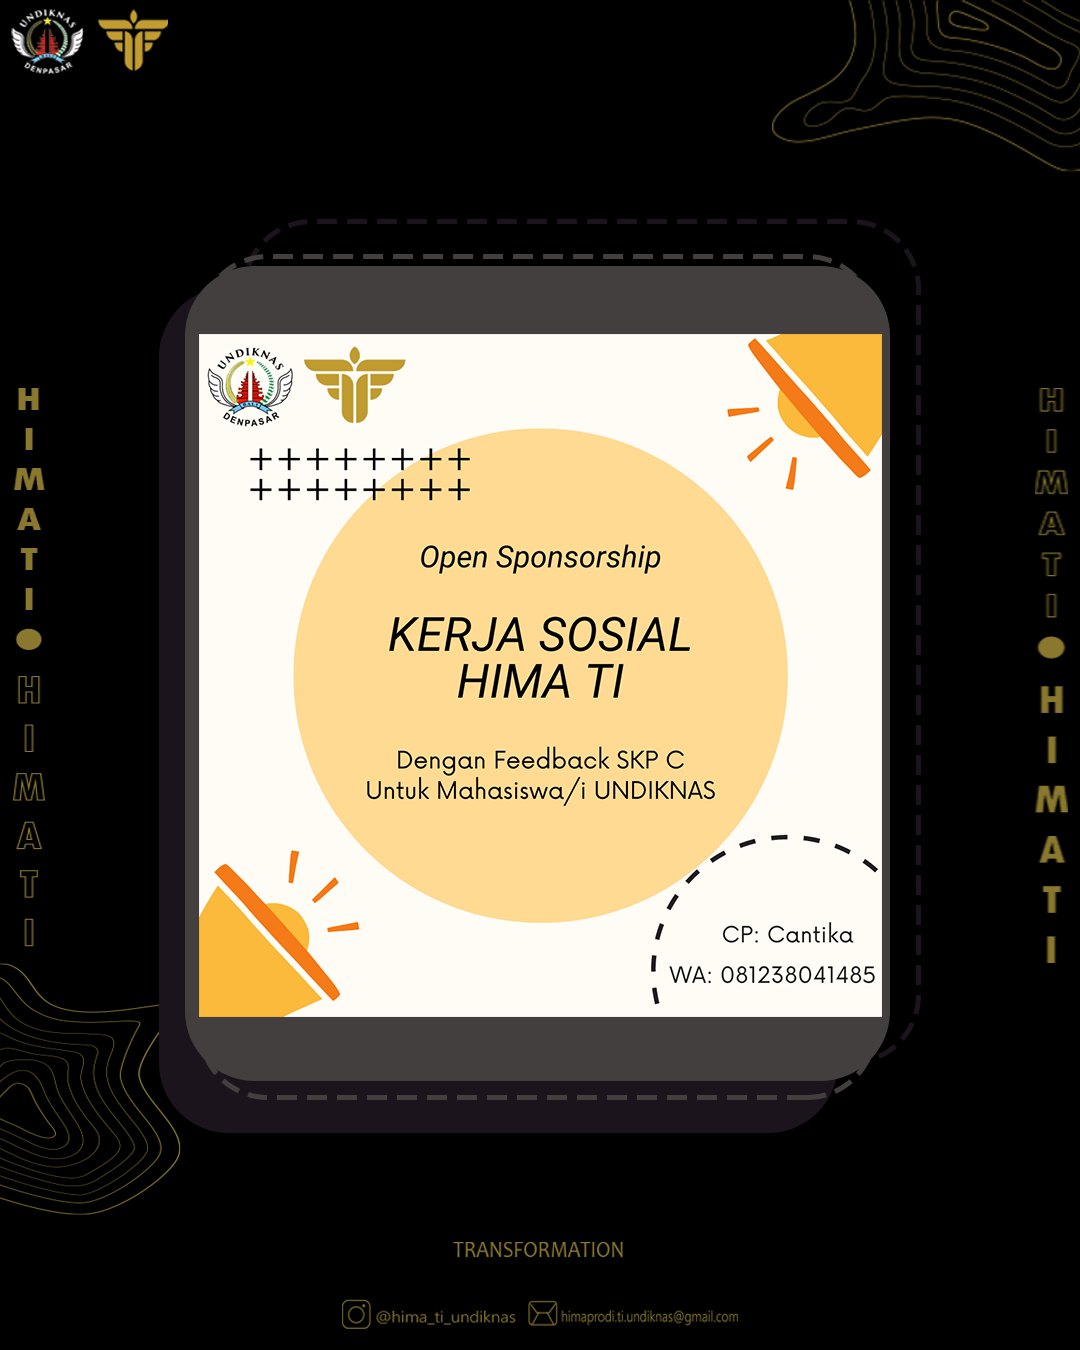 UNDIKNAS
DENPASAR
HIMATI
HIMATI
HIMATI
HIMATI
UNDIKNAS
DENPASAR
Open Sponsorship
KERJA SOSIAL
HIMA TI
Dengan Feedback SKP C
Untuk Mahasiswa/i UNDIKNAS
CP: Cantika
WA: 081238041485
TRANSFORMATION
@hima_ti_undiknas himaprodi.ti.undiknas@gmail.com